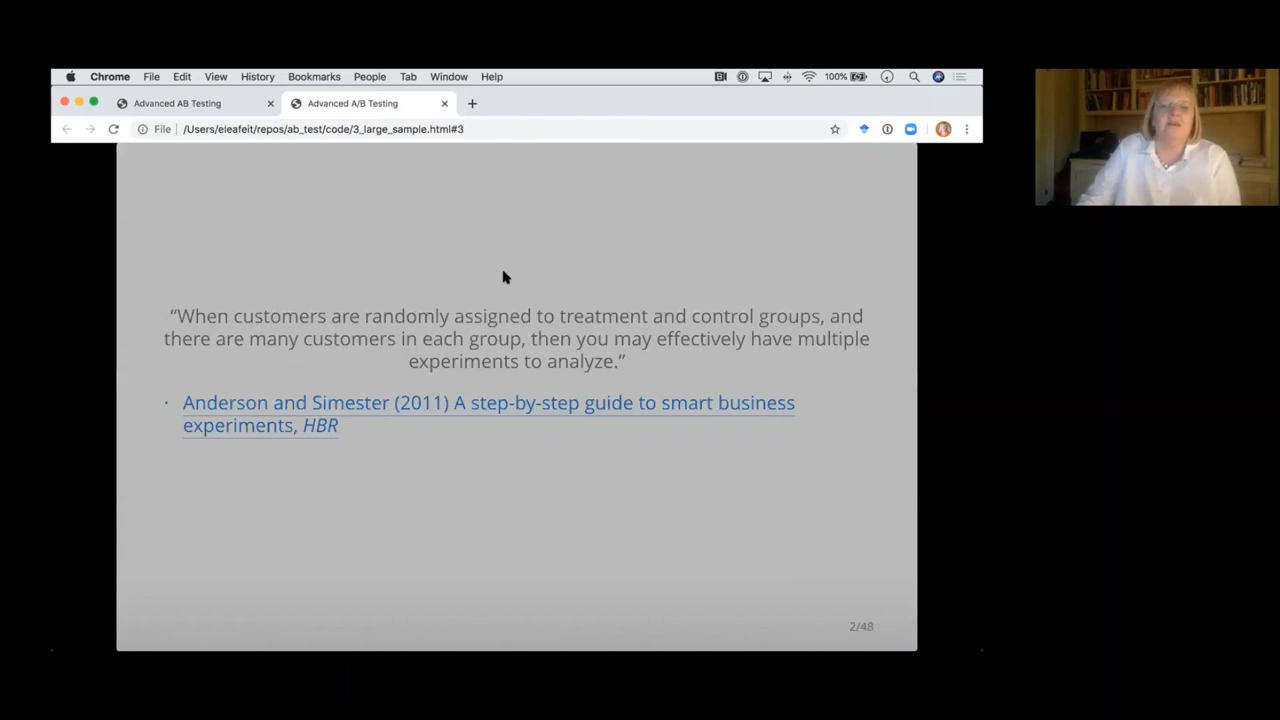 Chrome File Edit View History Bookmarks People Tab Window Help 100%
Advanced AB Testing Advanced A/B Testing
File /Users/eleafeit/repos/ab_test/code/3_large_sample.html#3
“When customers are randomly assigned to treatment and control groups, and
there are many customers in each group, then you may effectively have multiple
experiments to analyze.”
• Anderson and Simester (2011) A step-by-step guide to smart business
experiments, HBR
2/48